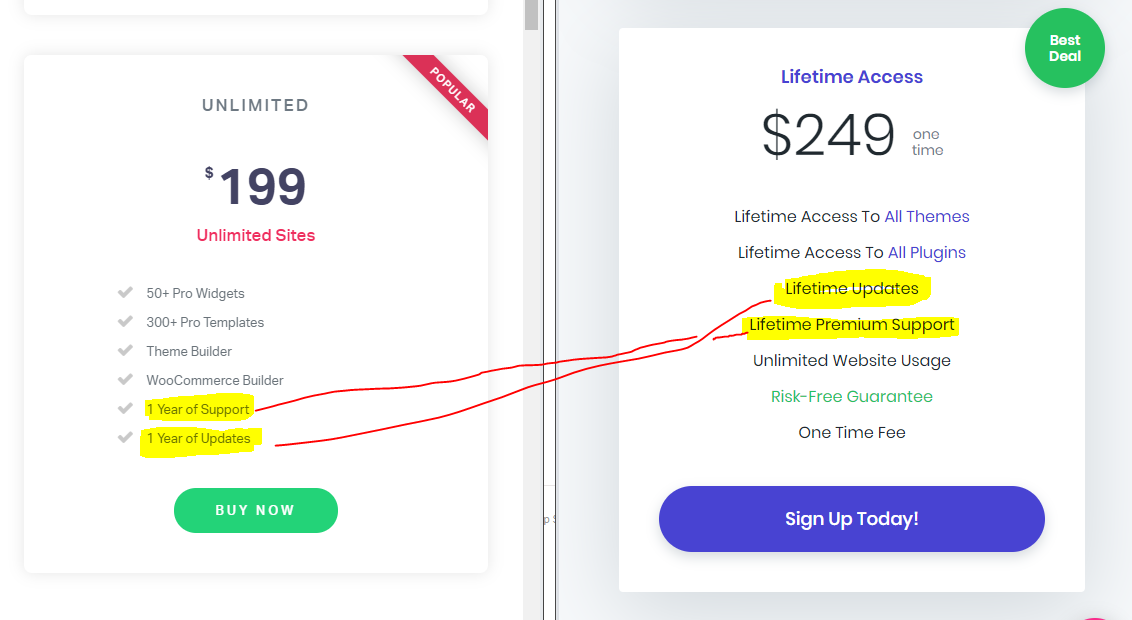 POPULAR
UNLIMITED
$199
Unlimited Sites
50+ Pro Widgets
300+ Pro Templates
Theme Builder
WooCommerce Builder
1 Year of Support
1 Year of Updates
BUY NOW
Best
Deal
Lifetime Access
$249 one
time
Lifetime Access To All Themes
Lifetime Access To All Plugins
Lifetime Updates
Lifetime Premium Support
Unlimited Website Usage
Risk-Free Guarantee
One Time Fee
Sign Up Today!